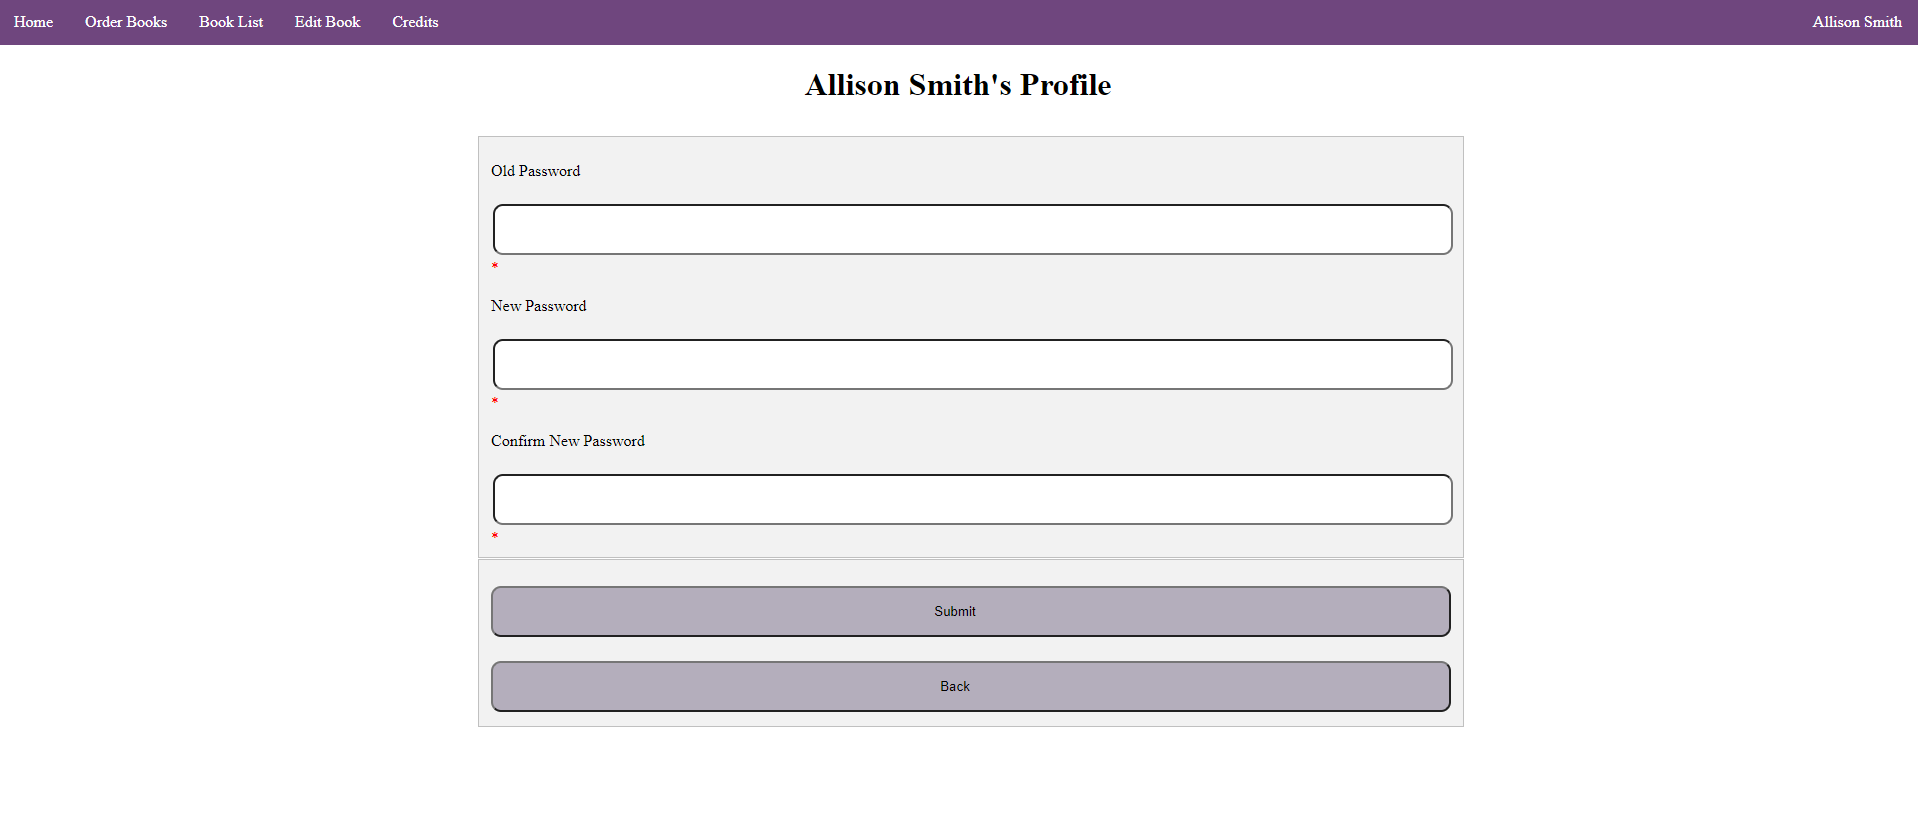 Home Order Books Book List Edit Book Credits Allison Smith
Allison Smith's Profile
Old Password
*
New Password
*
Confirm New Password
*
Submit
Back